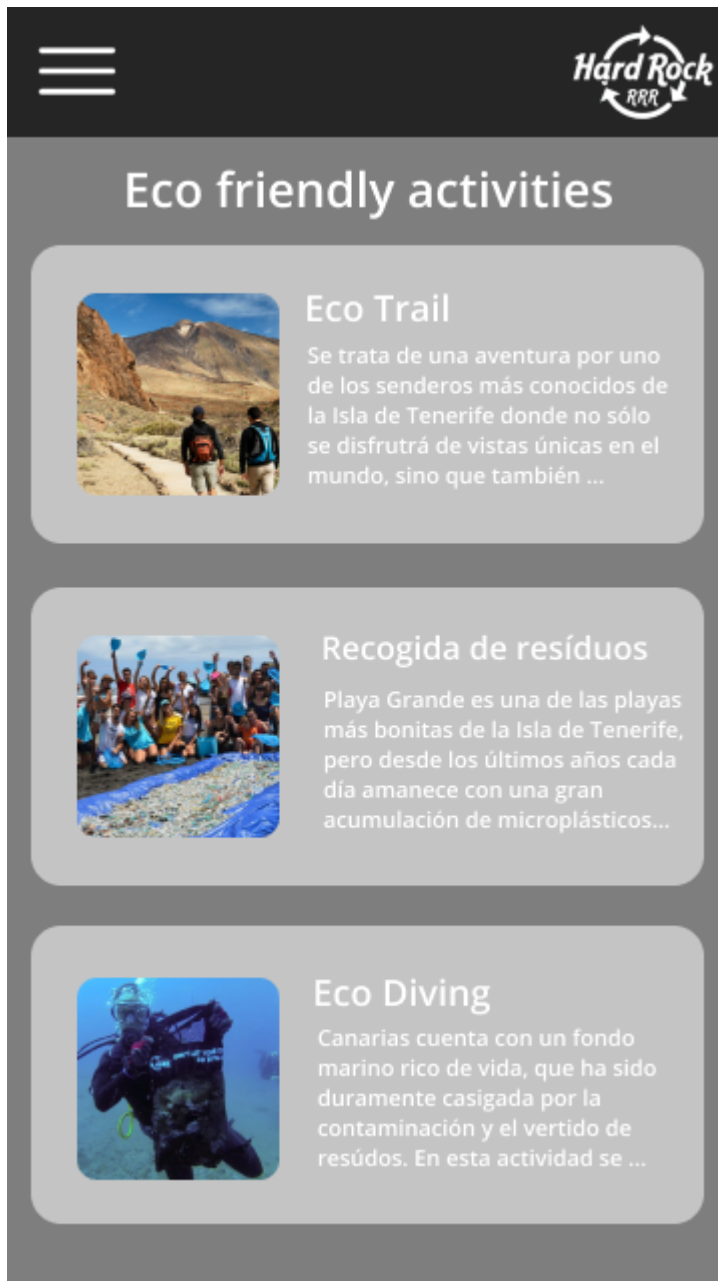 Hard Rock
RRR
Eco friendly activities
Eco Trail
Se trata de una aventura por uno
de los senderos más conocidos de
la Isla de Tenerife donde no sólo
se disfrutrá de vistas únicas en el
mundo, sino que también ...
Recogida de resíduos
Playa Grande es una de las playas
más bonitas de la Isla de Tenerife,
pero desde los últimos años cada
día amanece con una gran
acumulación de microplásticos...
Eco Diving
Canarias cuenta con un fondo
marino rico de vida, que ha sido
duramente casigada por la
contaminación y el vertido de
resúdos. En esta actividad se ...